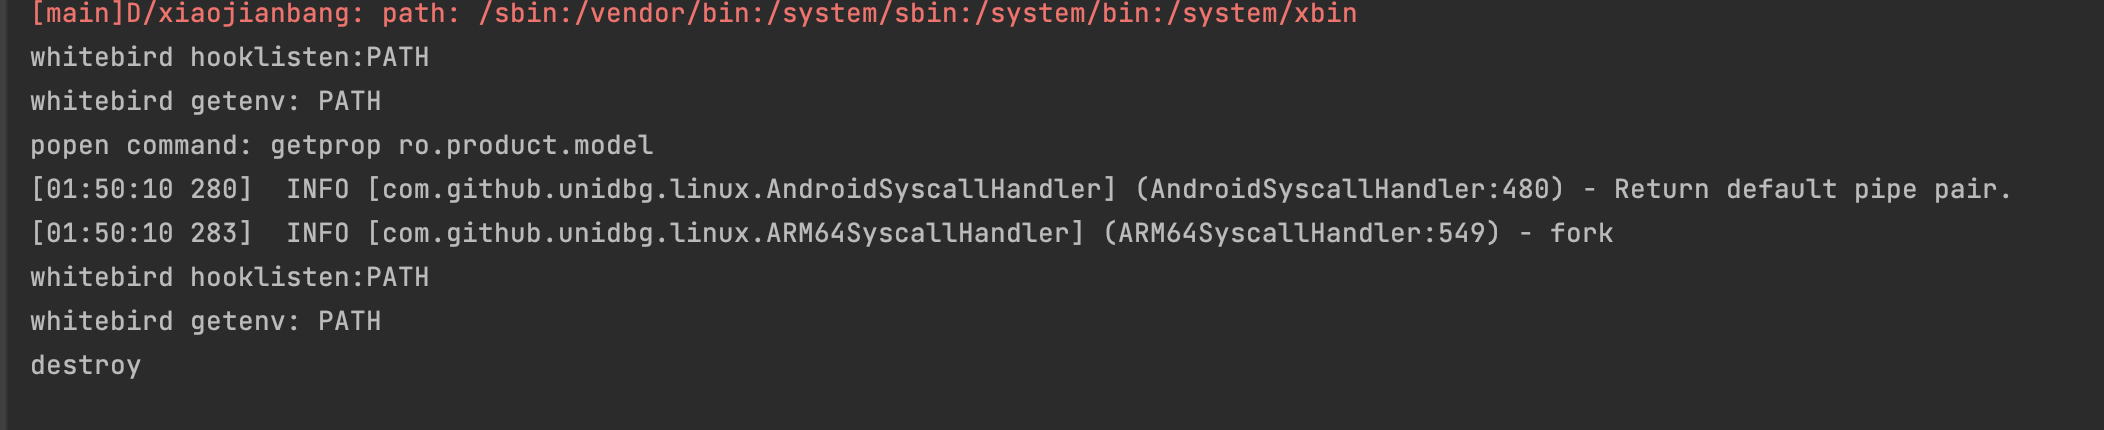 [main]D/xiaojianbang: path: /sbin:/vendor/bin:/system/sbin:/system/bin:/system/xbin
whitebird hooklisten:PATH
whitebird getenv: PATH
popen command: getprop ro.product.model
[01:50:10 280]  INFO [com.github.unidbg.linux.AndroidSyscallHandler] (AndroidSyscallHandler:480) - Return default pipe pair.
[01:50:10 283]  INFO [com.github.unidbg.linux.ARM64SyscallHandler] (ARM64SyscallHandler:549) - fork
whitebird hooklisten:PATH
whitebird getenv: PATH
destroy